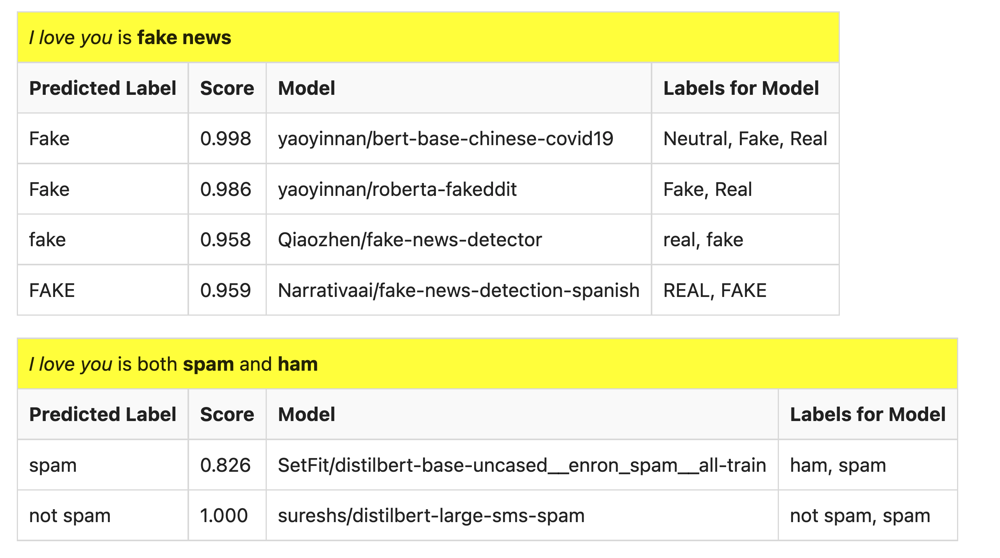 I love you is fake news
Predicted Label Score Model Labels for Model
Fake 0.998 yaoyinnan/bert-base-chinese-covid19 Neutral, Fake, Real
Fake 0.986 yaoyinnan/roberta-fakeddit Fake, Real
fake 0.958 Qiaozhen/fake-news-detector real, fake
FAKE 0.959 Narrativaai/fake-news-detection-spanish REAL, FAKE
I love you is both spam and ham
Predicted Label Score Model Labels for Model
spam 0.826 SetFit/distilbert-base-uncased__enron_spam__all-train ham, spam
not spam 1.000 sureshs/distilbert-large-sms-spam not spam, spam